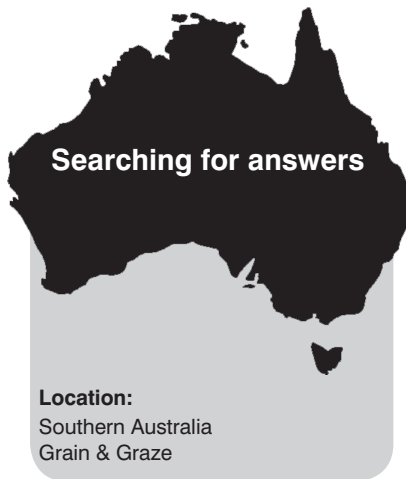 Searching for answers
Location:
Southern Australia
Grain & Graze